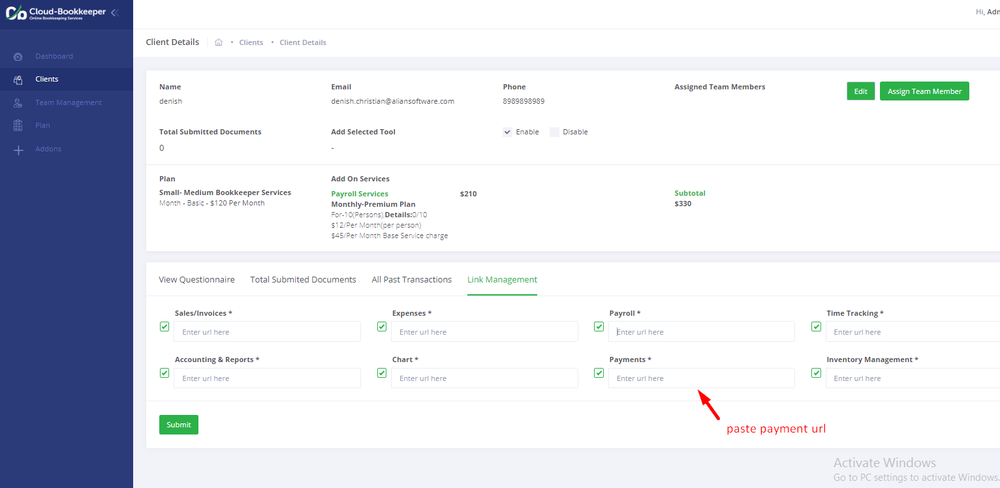 Cloud-Bookkeeper
Online Bookkeeping Services
Hi, Adm
Dashboard
Clients
Team Management
Plan
Addons
Client Details • Clients • Client Details
Name Email Phone Assigned Team Members Edit Assign Team Member
denish denish.christian@aliansoftware.com 8989898989
Total Submitted Documents Add Selected Tool Enable Disable
0 -
Plan Add On Services
Small- Medium Bookkeeper Services Payroll Services $210 Subtotal
Month - Basic - $120 Per Month Monthly-Premium Plan $330
For-10(Persons),Details:0/10
$12/Per Month(per person)
$45/Per Month Base Service charge
View Questionnaire Total Submited Documents All Past Transactions Link Management
Sales/Invoices * Expenses * Payroll * Time Tracking *
Enter url here Enter url here Enter url here Enter url here
Accounting & Reports * Chart * Payments * Inventory Management *
Enter url here Enter url here Enter url here Enter url here
Submit
paste payment url
Activate Windows
Go to PC settings to activate Windows.